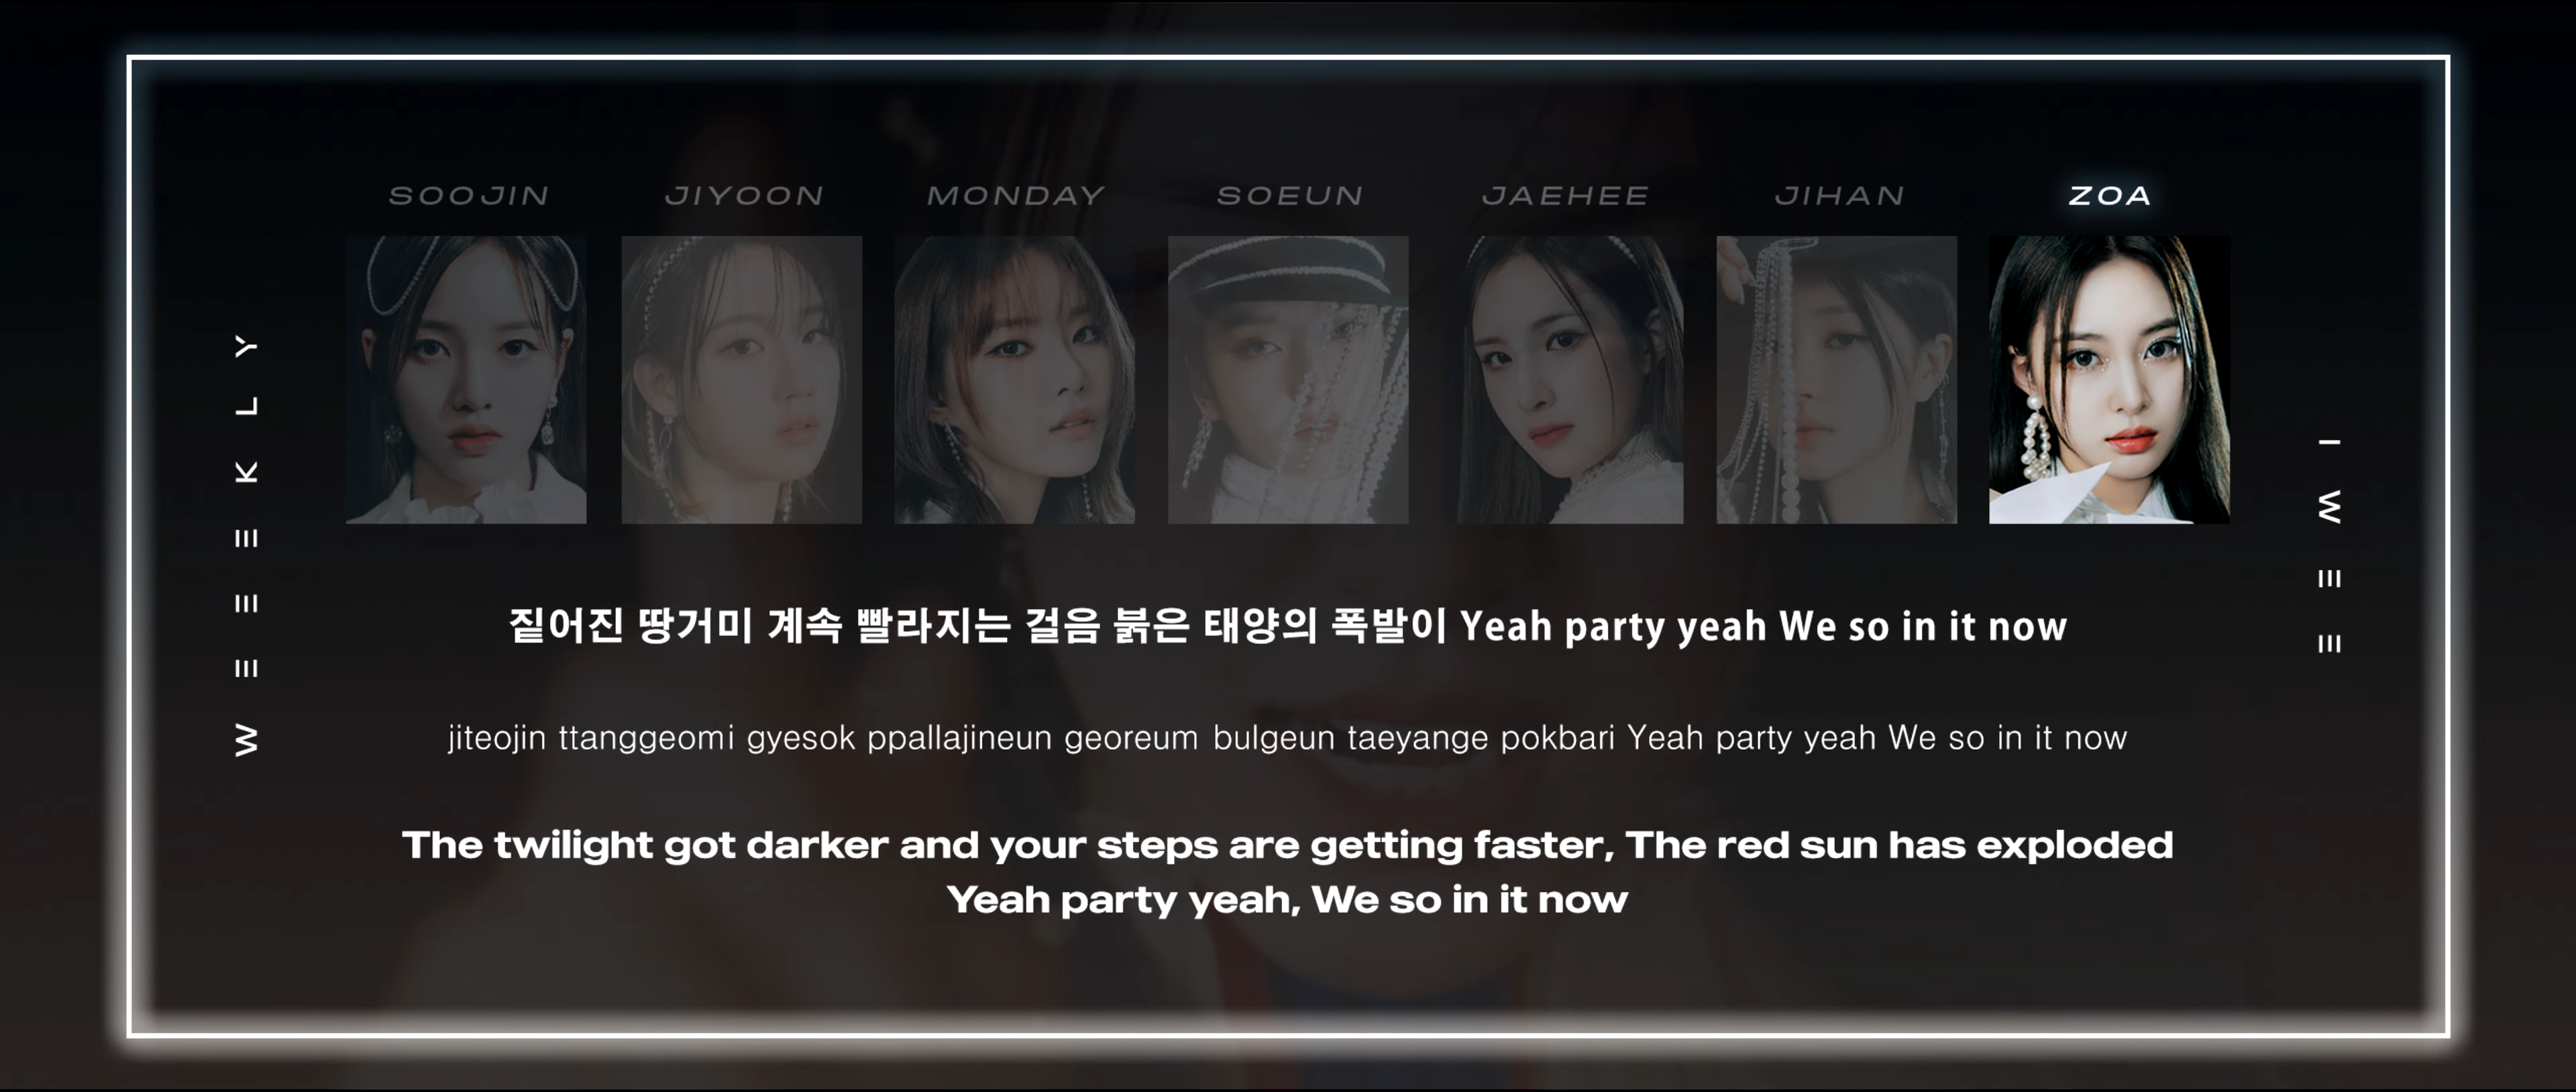 SOOJIN
JIYOON
MONDAY
SOEUN
JAEHEE
JIHAN
ZOA
WEEEKLY
I WEE
짙어진 땅거미 계속 빨라지는 걸음 붉은 태양의 폭발이 Yeah party yeah We so in it now
jiteojin ttanggeomi gyesok ppallajineun georeum bulgeun taeyange pokbari Yeah party yeah We so in it now
The twilight got darker and your steps are getting faster, The red sun has exploded
Yeah party yeah, We so in it now